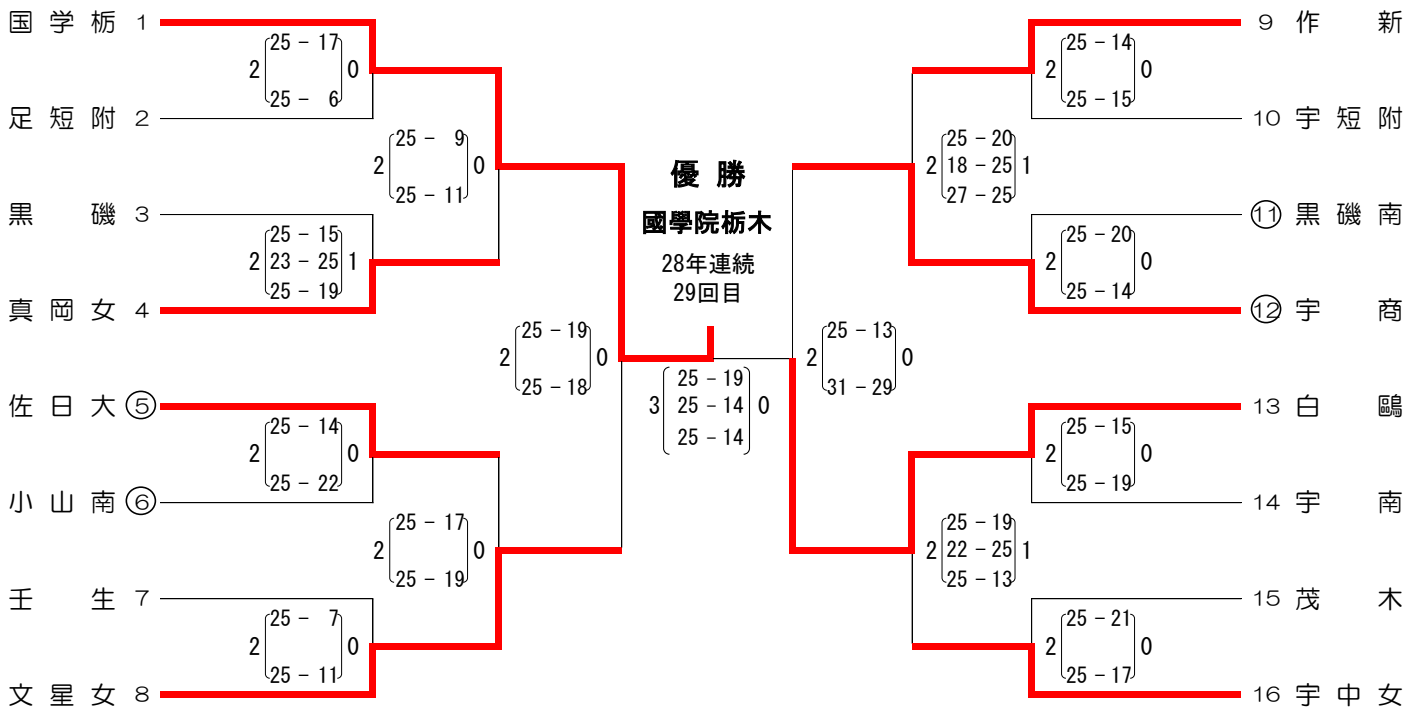 国学栃 1
25 - 17
2 0
25 - 6
足短附 2
25 - 9
2 0
25 - 11
黒磯 3
25 - 15
2 23 - 25 1
25 - 19
真岡女 4
25 - 19
2 0
25 - 18
佐日大 ⑤
25 - 14
2 0
25 - 22
小山南 ⑥
25 - 17
2 0
25 - 19
壬生 7
25 - 7
2 0
25 - 11
文星女 8
優勝
國學院栃木
28年連続
29回目
25 - 19
3 25 - 14 0
25 - 14
9 作新
25 - 14
2 0
25 - 15
10 宇短附
25 - 20
2 18 - 25 1
27 - 25
⑪ 黒磯南
25 - 20
2 0
25 - 14
⑫ 宇商
25 - 13
2 0
31 - 29
13 白鷗
25 - 15
2 0
25 - 19
14 宇南
25 - 19
2 22 - 25 1
25 - 13
15 茂木
25 - 21
2 0
25 - 17
16 宇中女